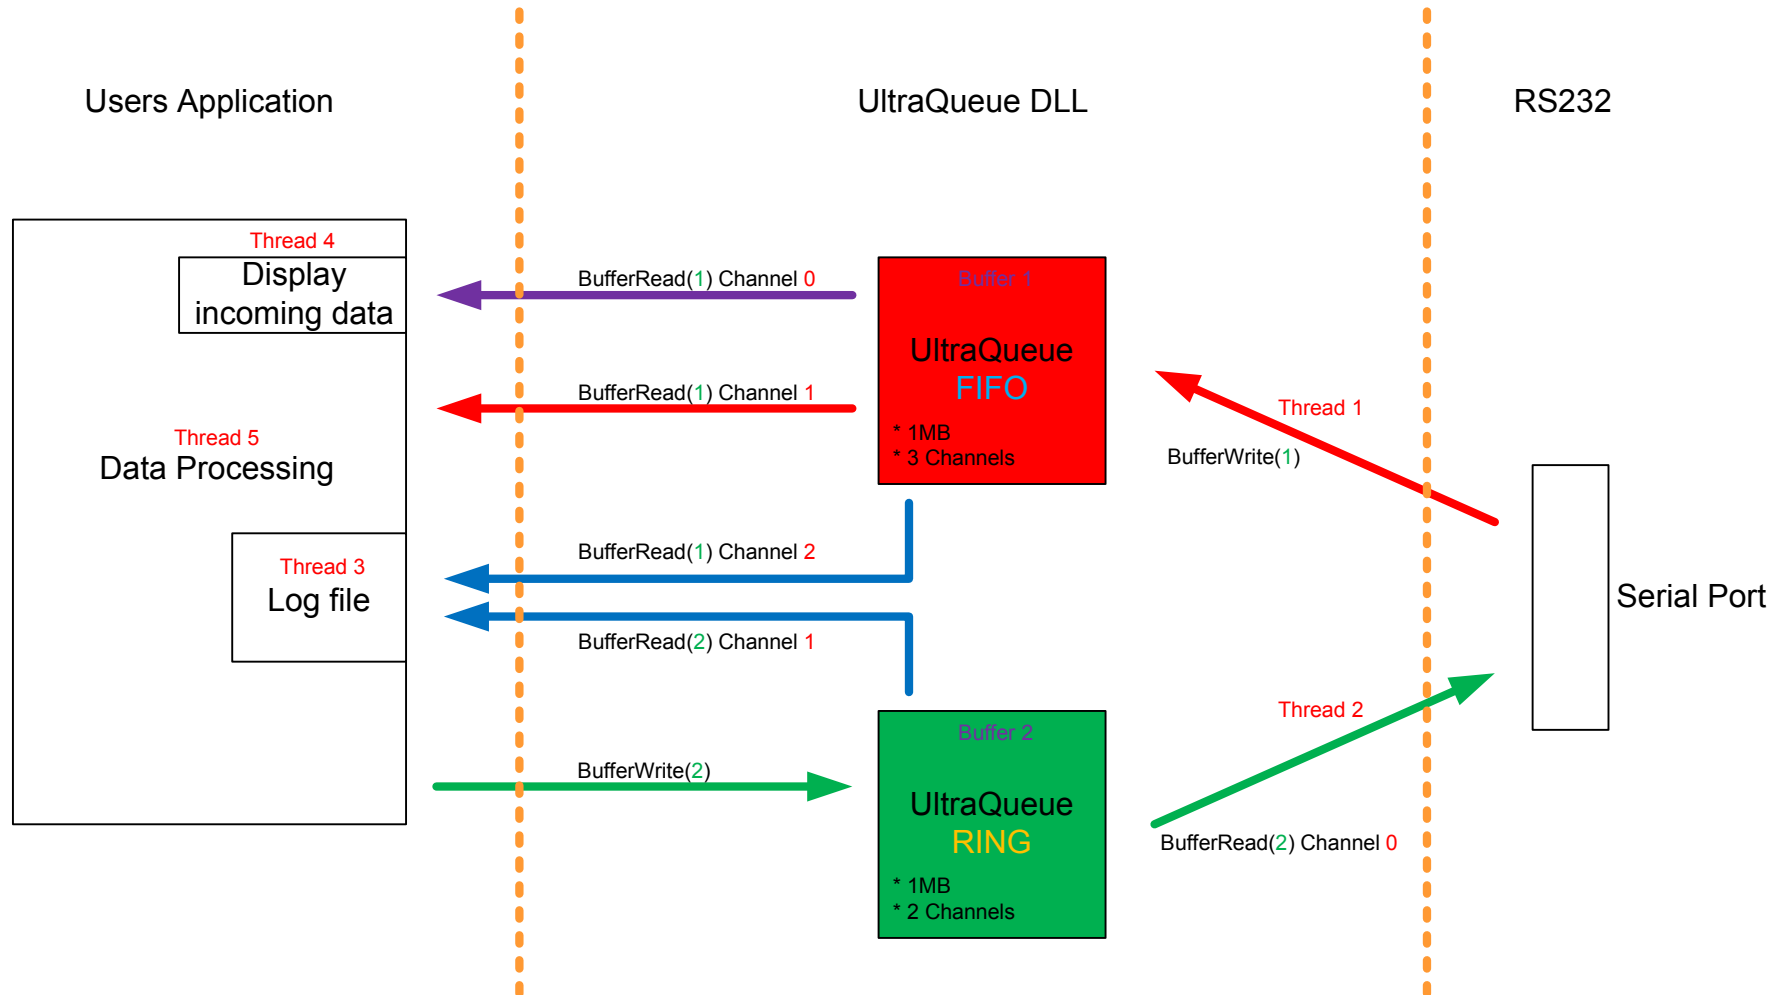 Users Application
UltraQueue DLL
RS232
Thread 4
Display
incoming data
Thread 5
Data Processing
Thread 3
Log file
BufferRead(1) Channel 0
BufferRead(1) Channel 1
BufferRead(1) Channel 2
BufferRead(2) Channel 1
BufferWrite(2)
Buffer 1
UltraQueue
FIFO
* 1MB
* 3 Channels
Buffer 2
UltraQueue
RING
* 1MB
* 2 Channels
Thread 1
BufferWrite(1)
Thread 2
BufferRead(2) Channel 0
Serial Port